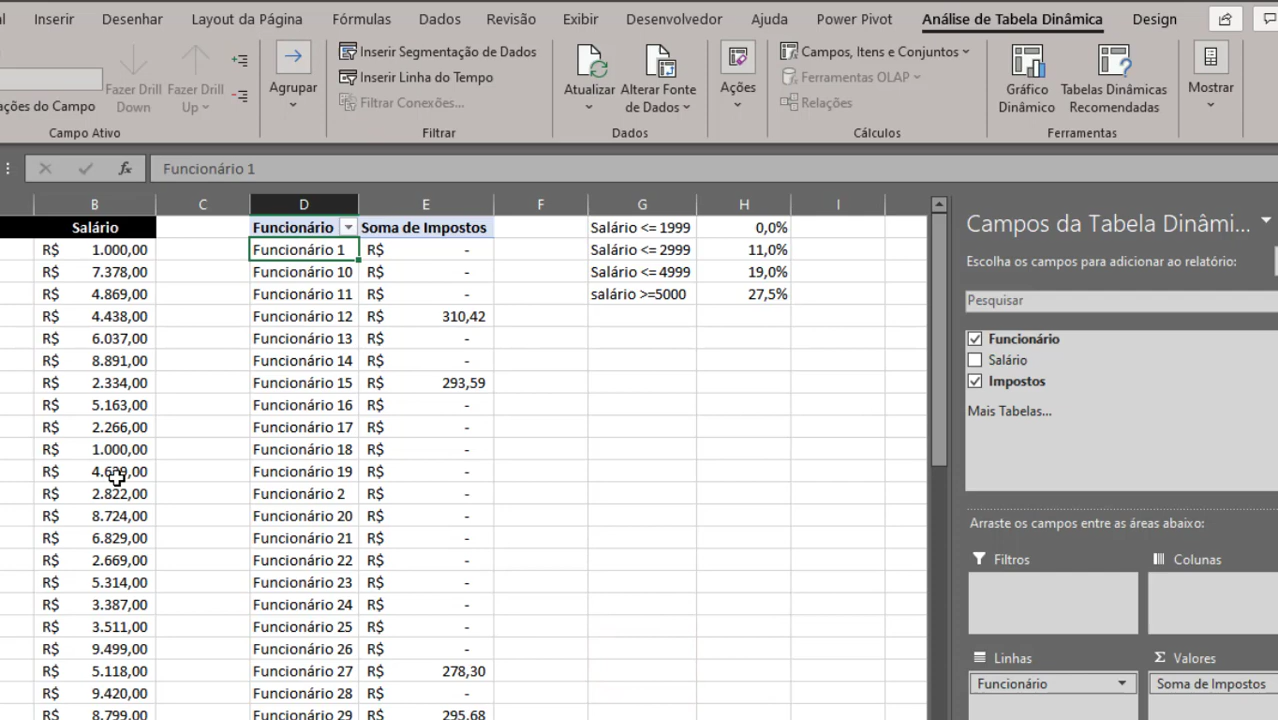 Inserir Desenhar Layout da Página Fórmulas Dados Revisão Exibir Desenvolvedor Ajuda Power Pivot Análise de Tabela Dinâmica Design
Fazer Drill Down
Fazer Drill Up
ações do Campo
Campo Ativo
Agrupar
Inserir Segmentação de Dados
Inserir Linha do Tempo
Filtrar Conexões...
Filtrar
Atualizar
Alterar Fonte de Dados
Dados
Ações
Campos, Itens e Conjuntos
Ferramentas OLAP
Relações
Cálculos
Gráfico Dinâmico
Tabelas Dinâmicas Recomendadas
Ferramentas
Mostrar
fx Funcionário 1
B C D E F G H I
Salário Funcionário Soma de Impostos Salário <= 1999 0,0%
R$ 1.000,00 Funcionário 1 R$ - Salário <= 2999 11,0%
R$ 7.378,00 Funcionário 10 R$ - Salário <= 4999 19,0%
R$ 4.869,00 Funcionário 11 R$ - salário >=5000 27,5%
R$ 4.438,00 Funcionário 12 R$ 310,42
R$ 6.037,00 Funcionário 13 R$ -
R$ 8.891,00 Funcionário 14 R$ -
R$ 2.334,00 Funcionário 15 R$ 293,59
R$ 5.163,00 Funcionário 16 R$ -
R$ 2.266,00 Funcionário 17 R$ -
R$ 1.000,00 Funcionário 18 R$ -
R$ Funcionário 19 R$ -
R$ 2.822,00 Funcionário 2 R$ -
R$ 8.724,00 Funcionário 20 R$ -
R$ 6.829,00 Funcionário 21 R$ -
R$ 2.669,00 Funcionário 22 R$ -
R$ 5.314,00 Funcionário 23 R$ -
R$ 3.387,00 Funcionário 24 R$ -
R$ 3.511,00 Funcionário 25 R$ -
R$ 9.499,00 Funcionário 26 R$ -
R$ 5.118,00 Funcionário 27 R$ 278,30
R$ 9.420,00 Funcionário 28 R$ -
R$ 8.799,00 Funcionário 29 R$ 295,68
Campos da Tabela Dinâmi...
Escolha os campos para adicionar ao relatório:
Pesquisar
Funcionário
Salário
Impostos
Mais Tabelas...
Arraste os campos entre as áreas abaixo:
Filtros
Colunas
Linhas
Σ Valores
Funcionário
Soma de Impostos